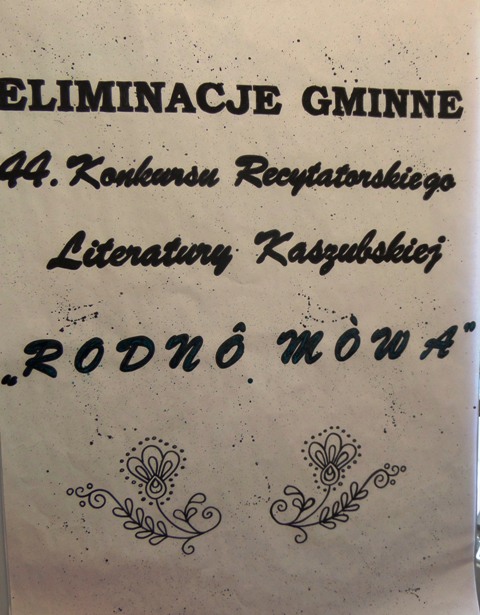 ELIMINACJE GMINNE
44. Konkursu Recytatorskiego
Literatury Kaszubskiej
„RODNÔ MÒWA”